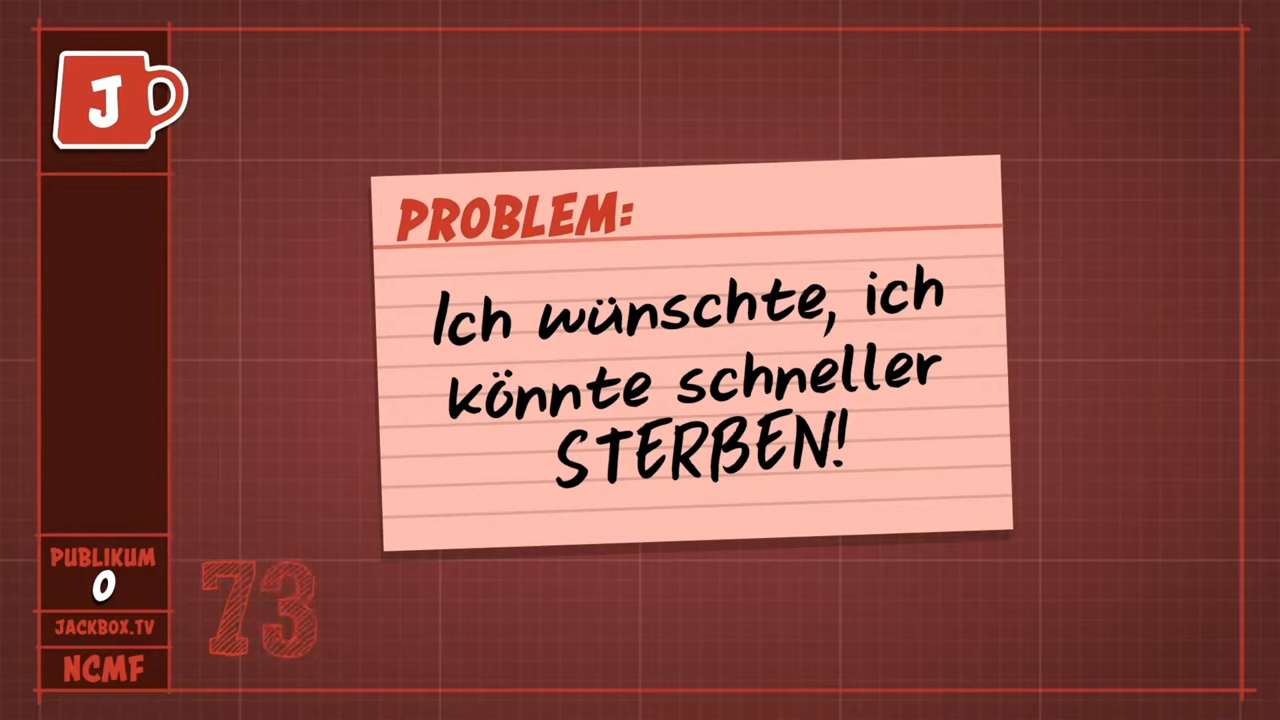 J
PROBLEM:
Ich wünschte, ich
könnte schneller
STERBEN!
PUBLIKUM
0
JACKBOX.TV
NCMF
73